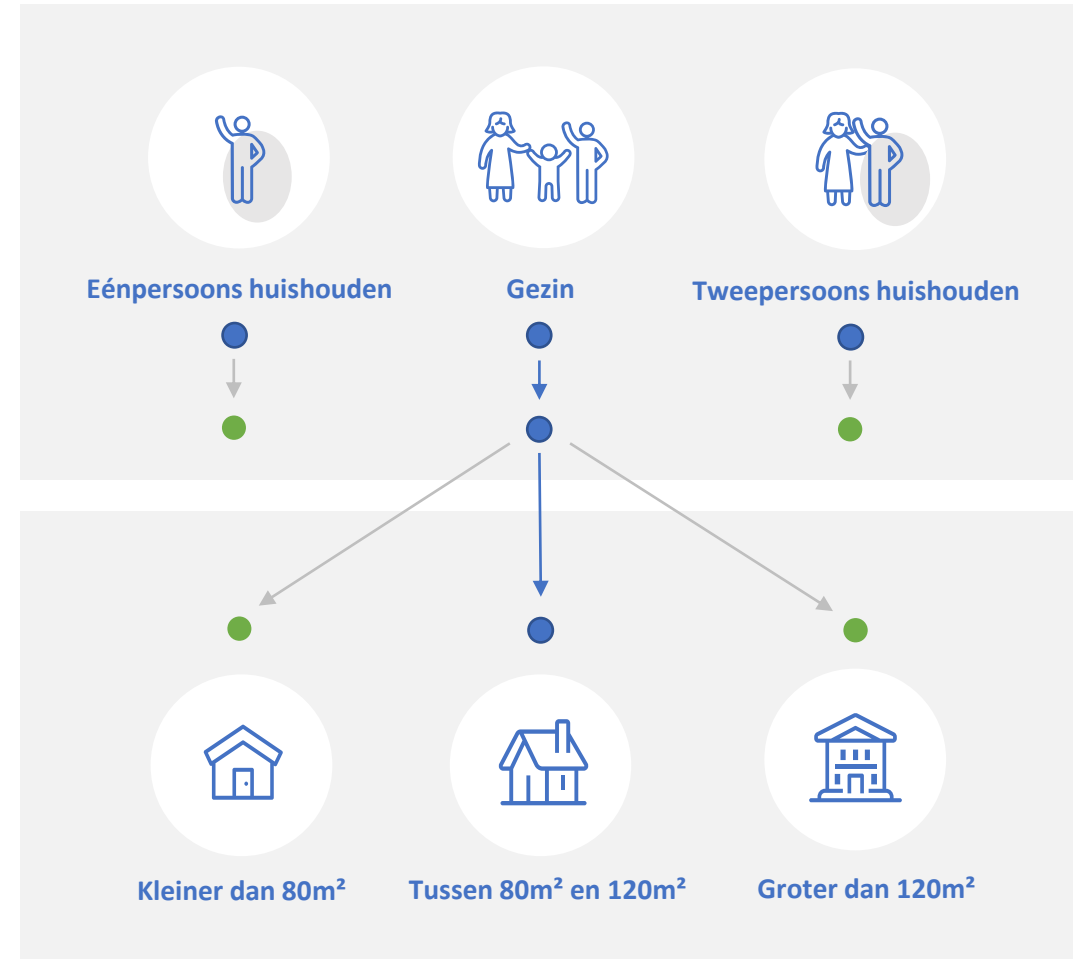 Eénpersoons huishouden
Gezin
Tweepersoons huishouden
Kleiner dan 80m²
Tussen 80m² en 120m²
Groter dan 120m²